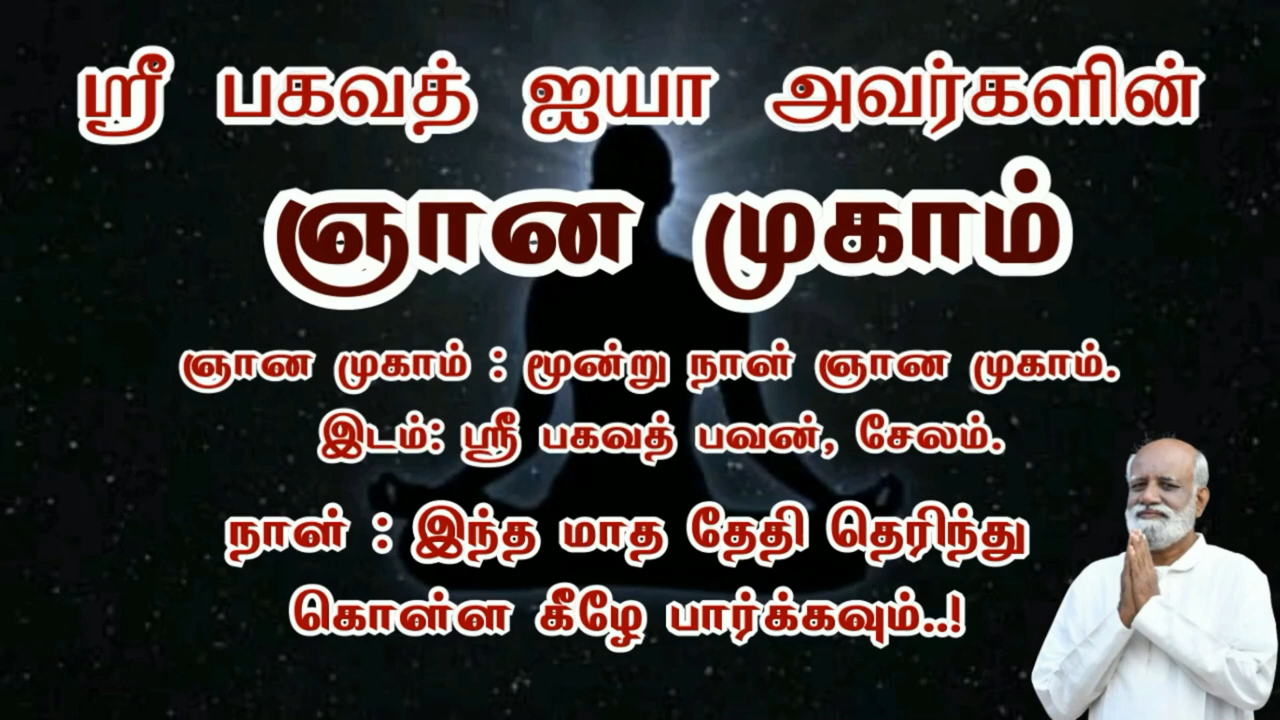 ஸ்ரீ பகவத் ஐயா அவர்களின்
ஞான முகாம்
ஞான முகாம் : மூன்று நாள் ஞான முகாம்.
இடம்: ஸ்ரீ பகவத் பவன், சேலம்.
நாள் : இந்த மாத தேதி தெரிந்து
கொள்ள கீழே பார்க்கவும்..!